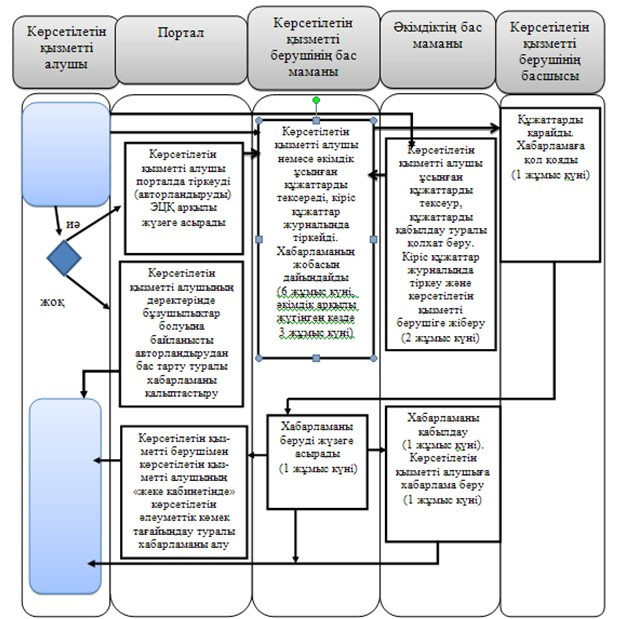 Көрсетілетін
қызметті
алушы
Портал
Көрсетілетін
қызметті
берушінің бас
маманы
Әкімдіктің бас
маманы
Көрсетілетін
қызметті
берушінің
басшысы
Көрсетілетін
қызметті алушы
порталда тіркеуді
(авторландыруды)
ЭЦҚ арқылы
жүзеге асырады
Көрсетілетін
қызметті алушы
немесе әкімдік
ұсынған
құжаттарды
тексереді, кіріс
құжаттар
журналында
тіркейді.
Хабарламаның
жобасын
дайындайды
(6 жұмыс күні,
әкімдік арқылы
жүгінген кезде
3 жұмыс күні)
Көрсетілетін
қызметті алушы
ұсынған
құжаттарды
тексеур,
құжаттарды
қабылдау туралы
қолхат беру.
Кіріс құжаттар
журналында
тіркеу және
көрсетілетін
қызметті
берушіге жіберу
(2 жұмыс күні)
Құжаттарды
қарайды.
Хабарламаға
қол қояды
(1 жұмыс күні)
иә
жоқ
Көрсетілетін
қызметті алушының
деректерінде
бұзушылықтар
болуына
байланысты
авторландырудан
бас тарту туралы
хабарламаны
қалыптастыру
Көрсетілетін қыз-
метті берушімен
көрсетілетін қыз-
метті алушының
«жеке кабинетінде»
көрсетілетін
әлеуметтік көмек
тағайындау туралы
хабарламаны алу
Хабарламаны
беруді жүзеге
асырады
(1 жұмыс күні)
Хабарламаны
қабылдау
(1 жұмыс күні).
Көрсетілетін
қызметті алушыға
хабарлама беру
(1 жұмыс күні)